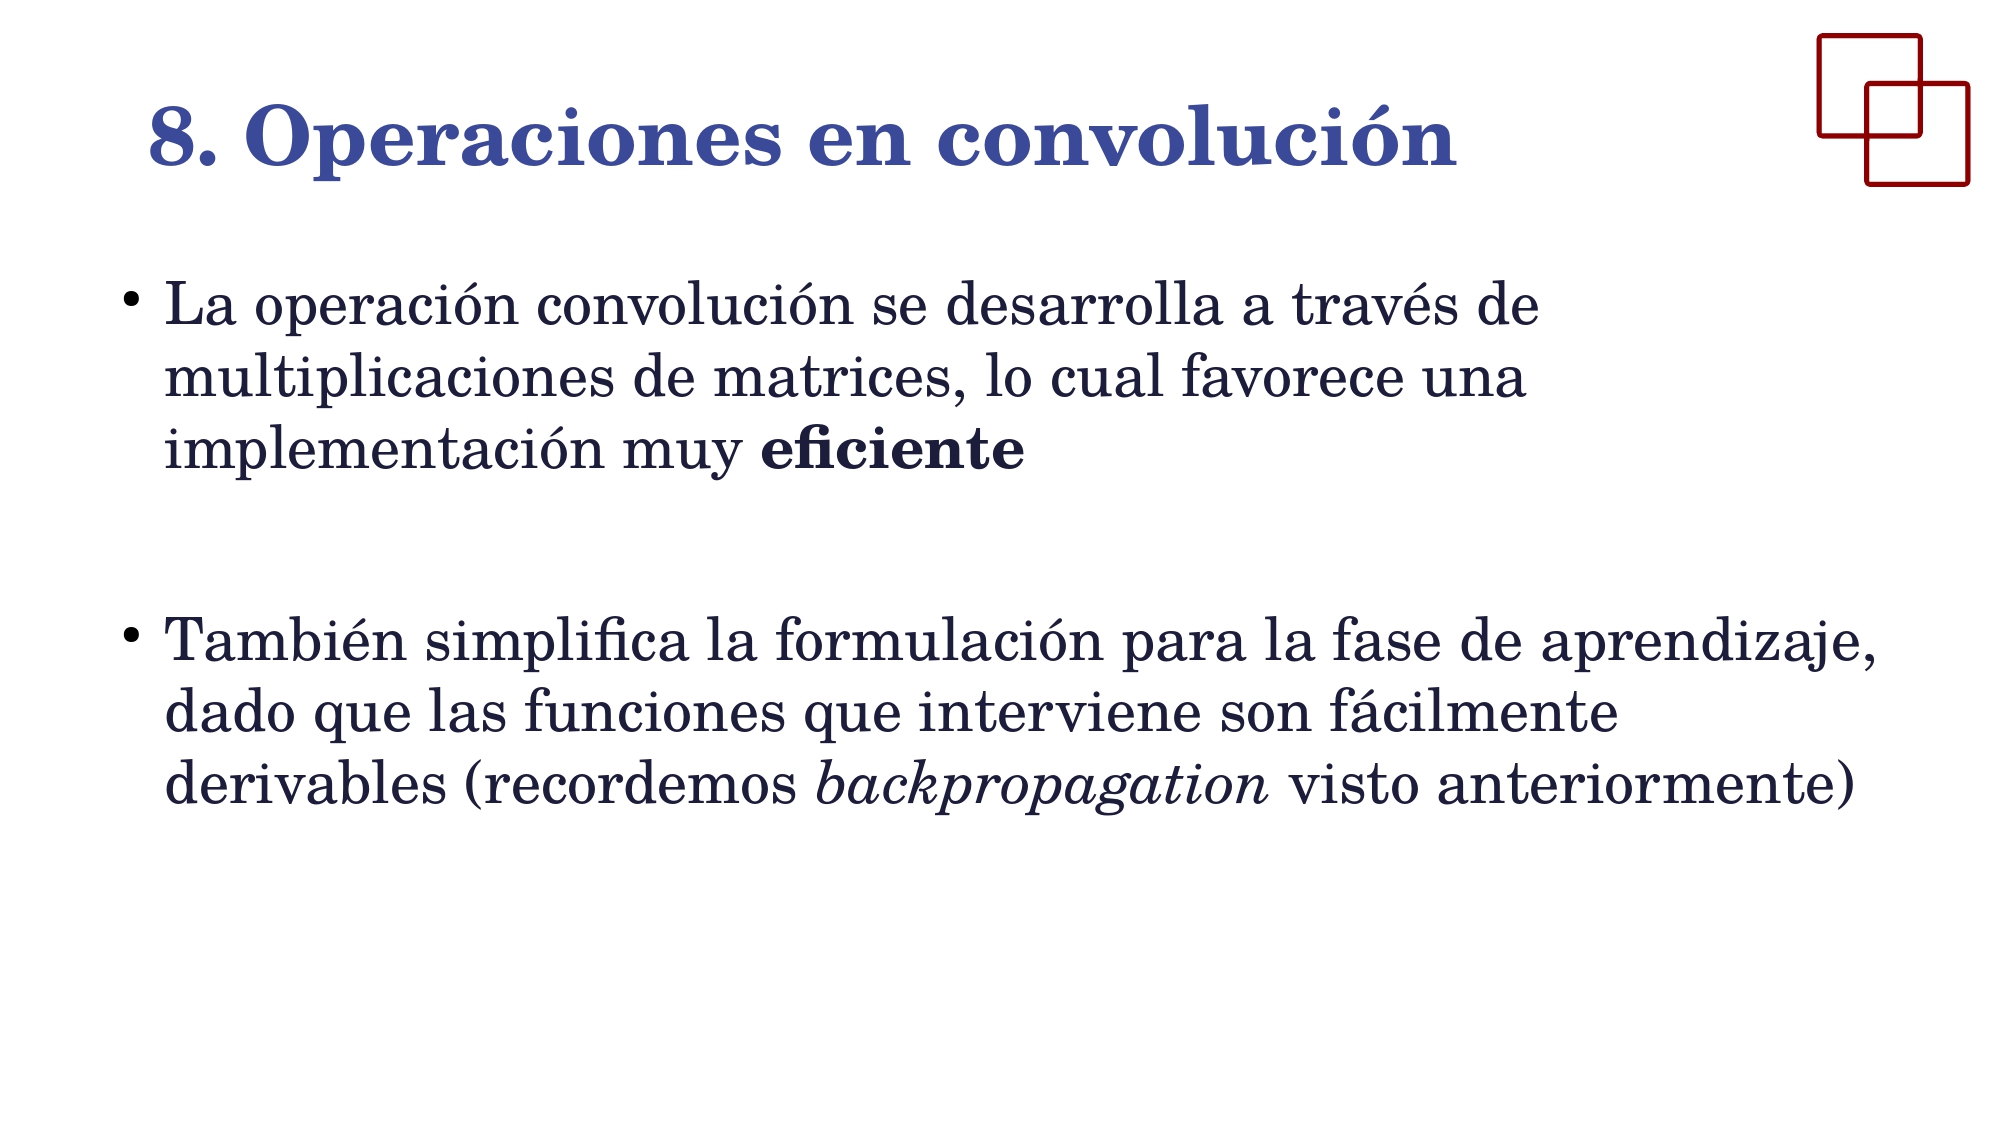 8. Operaciones en convolución
• La operación convolución se desarrolla a través de
multiplicaciones de matrices, lo cual favorece una
implementación muy eficiente
• También simplifica la formulación para la fase de aprendizaje,
dado que las funciones que interviene son fácilmente
derivables (recordemos backpropagation visto anteriormente)